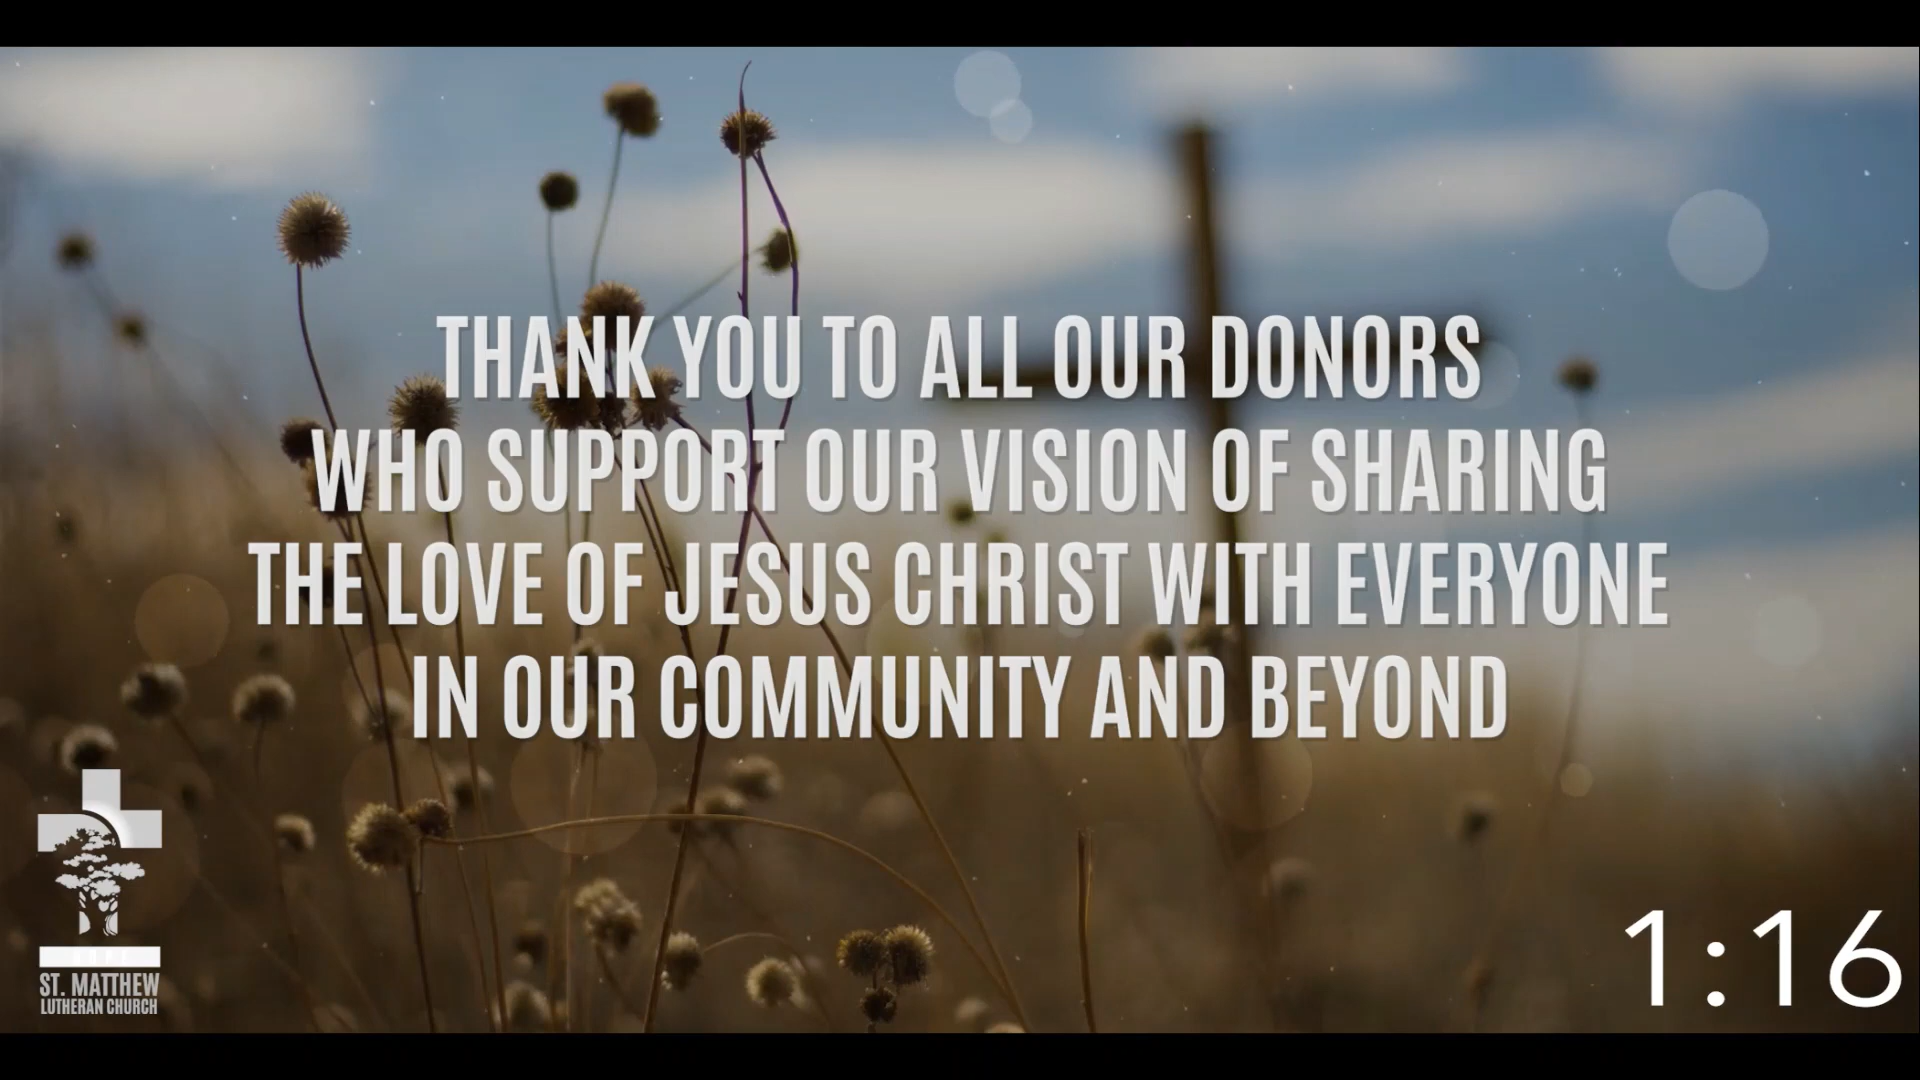 THANK YOU TO ALL OUR DONORS
WHO SUPPORT OUR VISION OF SHARING
THE LOVE OF JESUS CHRIST WITH EVERYONE
IN OUR COMMUNITY AND BEYOND
ST. MATTHEW
LUTHERAN CHURCH
1:16